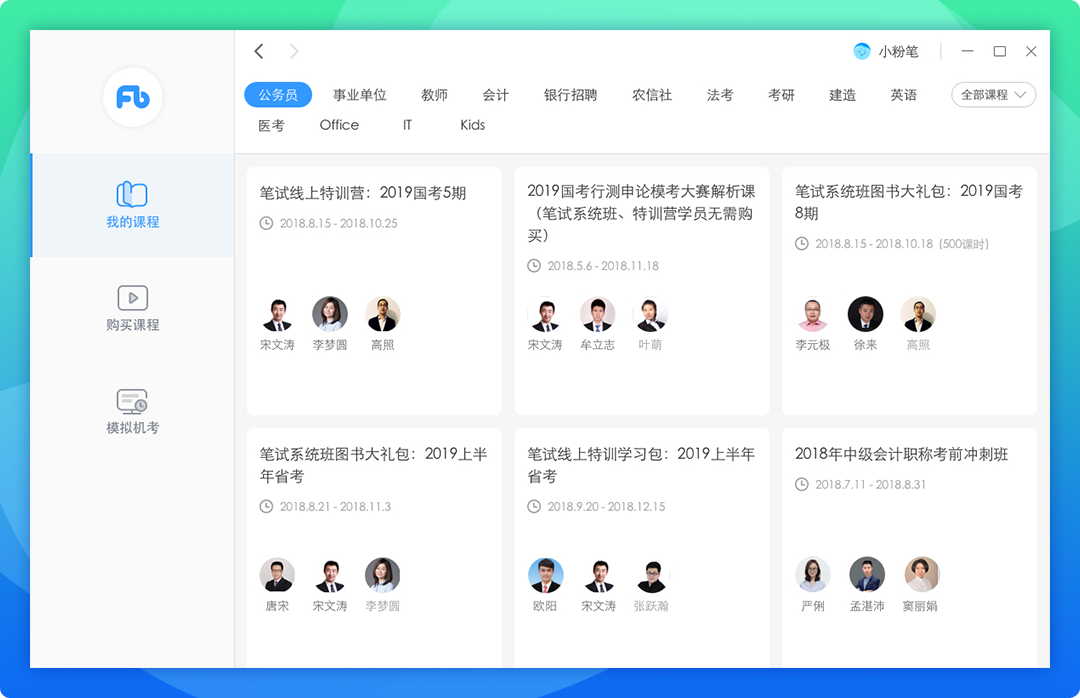 小粉笔
公务员 事业单位 教师 会计 银行招聘 农信社 法考 考研 建造 英语 全部课程
医考 Office IT Kids
Fb
我的课程
购买课程
模拟机考
笔试线上特训营：2019国考5期
2018.8.15 - 2018.10.25
宋文涛 李梦圆 高照
2019国考行测申论模考大赛解析课
（笔试系统班、特训营学员无需购
买）
2018.5.6 - 2018.11.18
宋文涛 牟立志 叶萌
笔试系统班图书大礼包：2019国考
8期
2018.8.15 - 2018.10.18 (500课时)
李元极 徐来 高照
笔试系统班图书大礼包：2019上半
年省考
2018.8.21 - 2018.11.3
唐宋 宋文涛 李梦圆
笔试线上特训学习包：2019上半年
省考
2018.9.20 - 2018.12.15
欧阳 宋文涛 张跃瀚
2018年中级会计职称考前冲刺班
2018.7.11 - 2018.8.31
严俐 孟湛沛 窦丽娟